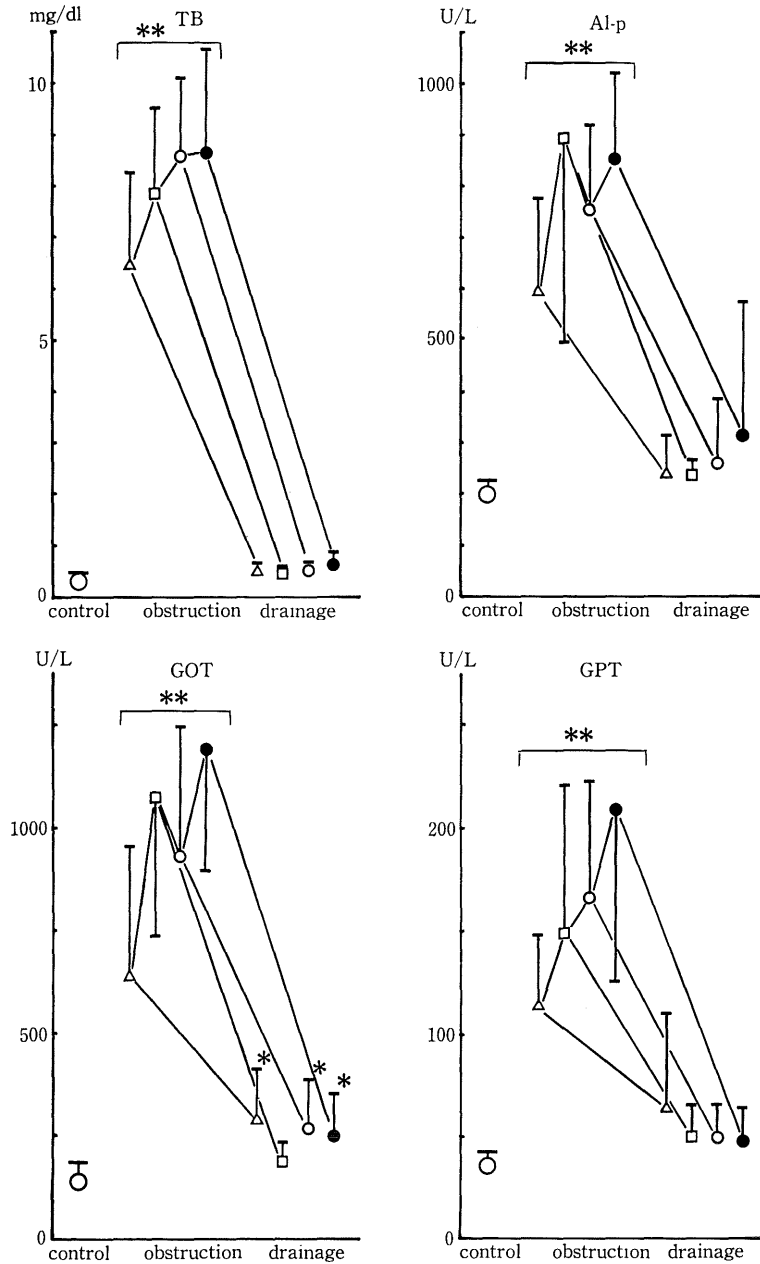 mg/dl
TB
**
10
5
0
control obstruction drainage
U/L
Al-p
**
1000
500
0
control obstruction drainage
U/L
GOT
**
1000
500
*
*
*
0
control obstruction drainage
U/L
GPT
**
200
100
0
control obstruction drainage